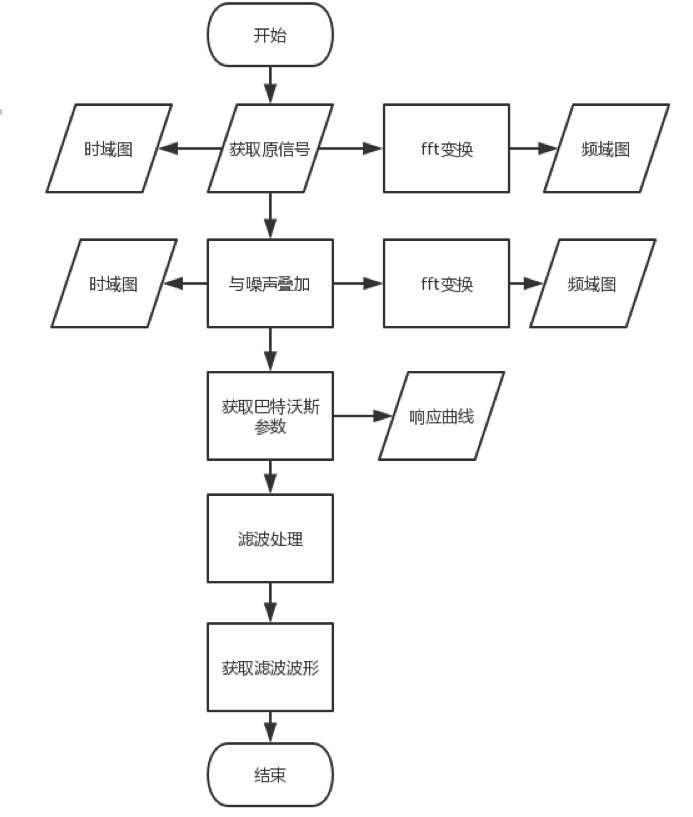 开始
时域图
获取原信号
fft变换
频域图
时域图
与噪声叠加
fft变换
频域图
获取巴特沃斯
参数
响应曲线
滤波处理
获取滤波波形
结束